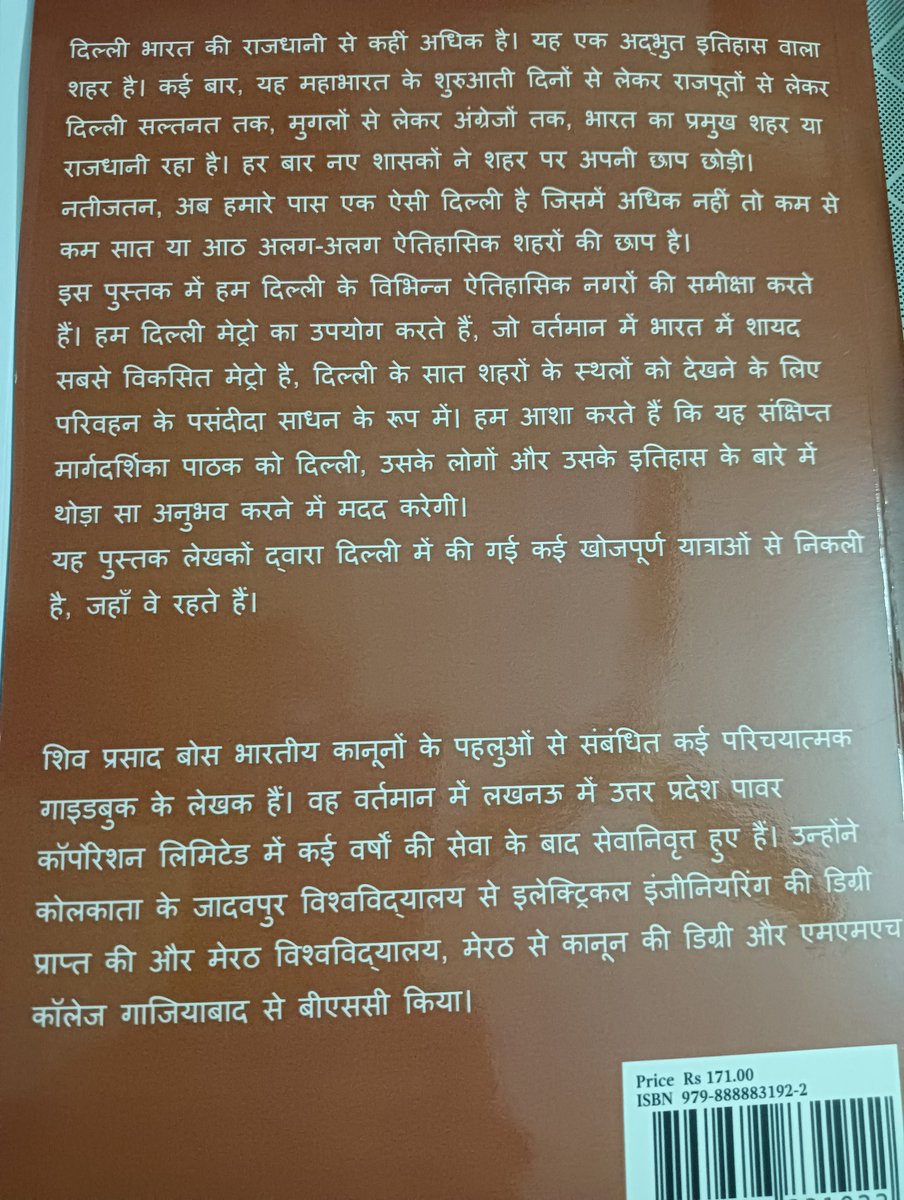 दिल्ली भारत की राजधानी से कहीं अधिक है। यह एक अद्भुत इतिहास वाला
शहर है। कई बार, यह महाभारत के शुरुआती दिनों से लेकर राजपूतों से लेकर
दिल्ली सल्तनत तक, मुगलों से लेकर अंग्रेजों तक, भारत का प्रमुख शहर या
राजधानी रहा है। हर बार नए शासकों ने शहर पर अपनी छाप छोड़ी।
नतीजतन, अब हमारे पास एक ऐसी दिल्ली है जिसमें अधिक नहीं तो कम से
कम सात या आठ अलग-अलग ऐतिहासिक शहरों की छाप है।
इस पुस्तक में हम दिल्ली के विभिन्न ऐतिहासिक नगरों की समीक्षा करते
हैं। हम दिल्ली मेट्रो का उपयोग करते हैं, जो वर्तमान में भारत में शायद
सबसे विकसित मेट्रो है, दिल्ली के सात शहरों के स्थलों को देखने के लिए
परिवहन के पसंदीदा साधन के रूप में। हम आशा करते हैं कि यह संक्षिप्त
मार्गदर्शिका पाठक को दिल्ली, उसके लोगों और उसके इतिहास के बारे में
थोड़ा सा अनुभव करने में मदद करेगी।
यह पुस्तक लेखकों द्वारा दिल्ली में की गई कई खोजपूर्ण यात्राओं से निकली
है, जहाँ वे रहते हैं।
शिव प्रसाद बोस भारतीय कानूनों के पहलुओं से संबंधित कई परिचयात्मक
गाइडबुक के लेखक हैं। वह वर्तमान में लखनऊ में उत्तर प्रदेश पावर
कॉर्पोरेशन लिमिटेड में कई वर्षों की सेवा के बाद सेवानिवृत्त हुए हैं। उन्होंने
कोलकाता के जादवपुर विश्वविद्यालय से इलेक्ट्रिकल इंजीनियरिंग की डिग्री
प्राप्त की और मेरठ विश्वविद्यालय, मेरठ से कानून की डिग्री और एमएमएच
कॉलेज गाजियाबाद से बीएससी किया।
Price Rs 171.00
ISBN 979-888883192-2